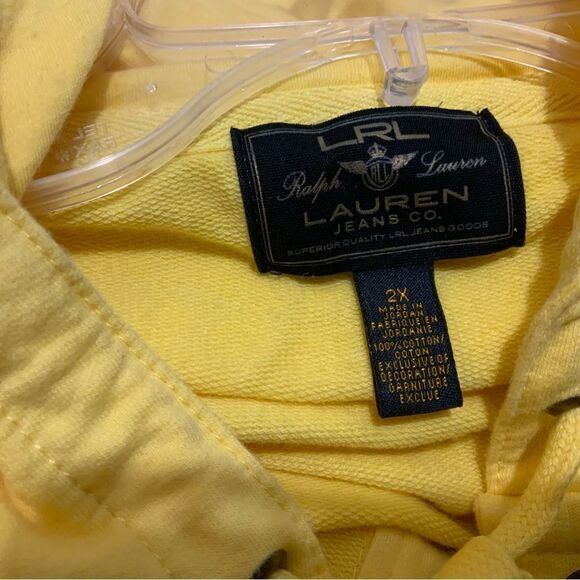 LRL
Ralph Lauren
LAUREN
JEANS CO.
SUPERIOR QUALITY LRL JEANS GOODS
2X
MADE IN
JORDAN
FABRIQUE EN
JORDANIE
100% COTTON/
COTON
EXCLUSIVE OF
DECORATION/
GARNITURE
EXCLUE